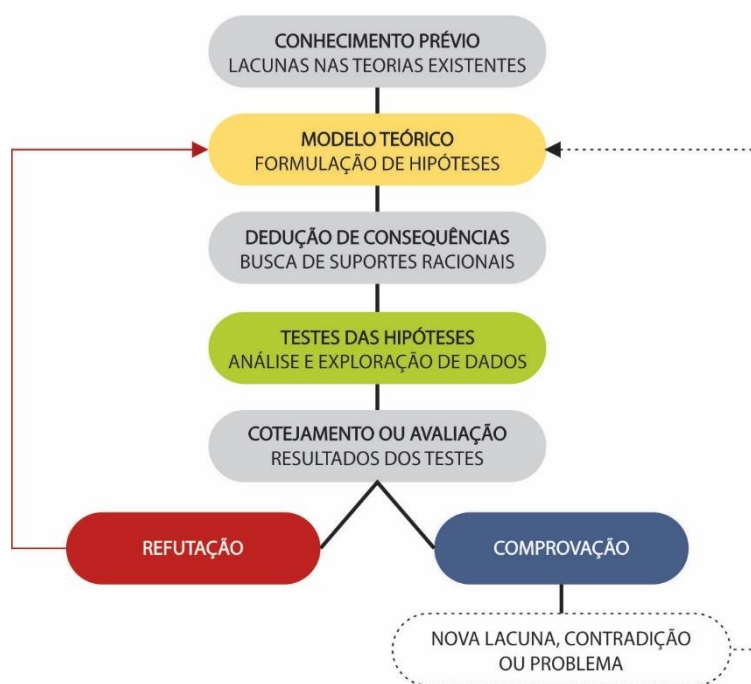 CONHECIMENTO PRÉVIO
LACUNAS NAS TEORIAS EXISTENTES
MODELO TEÓRICO
FORMULAÇÃO DE HIPÓTESES
DEDUÇÃO DE CONSEQUÊNCIAS
BUSCA DE SUPORTES RACIONAIS
TESTES DAS HIPÓTESES
ANÁLISE E EXPLORAÇÃO DE DADOS
COTEJAMENTO OU AVALIAÇÃO
RESULTADOS DOS TESTES
REFUTAÇÃO
COMPROVAÇÃO
NOVA LACUNA, CONTRADIÇÃO
OU PROBLEMA